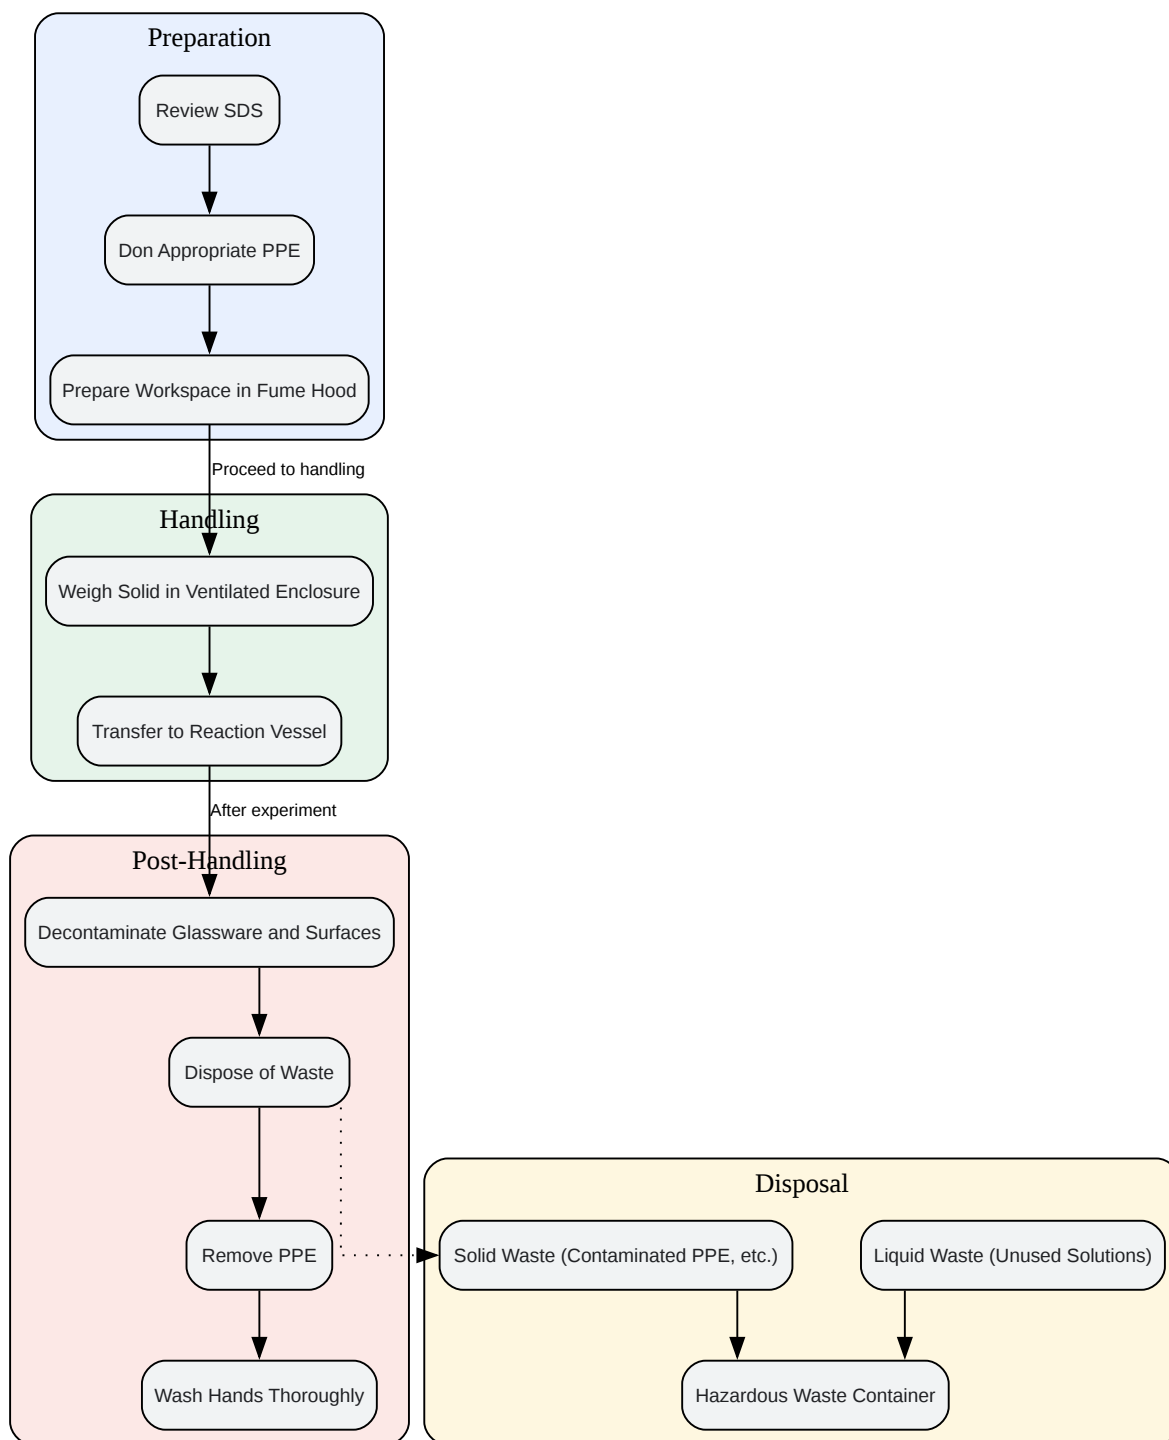 Preparation
Review SDS
Don Appropriate PPE
Prepare Workspace in Fume Hood
Proceed to handling
Handling
Weigh Solid in Ventilated Enclosure
Transfer to Reaction Vessel
After experiment
Post-Handling
Decontaminate Glassware and Surfaces
Dispose of Waste
Remove PPE
Wash Hands Thoroughly
Disposal
Solid Waste (Contaminated PPE, etc.)
Liquid Waste (Unused Solutions)
Hazardous Waste Container